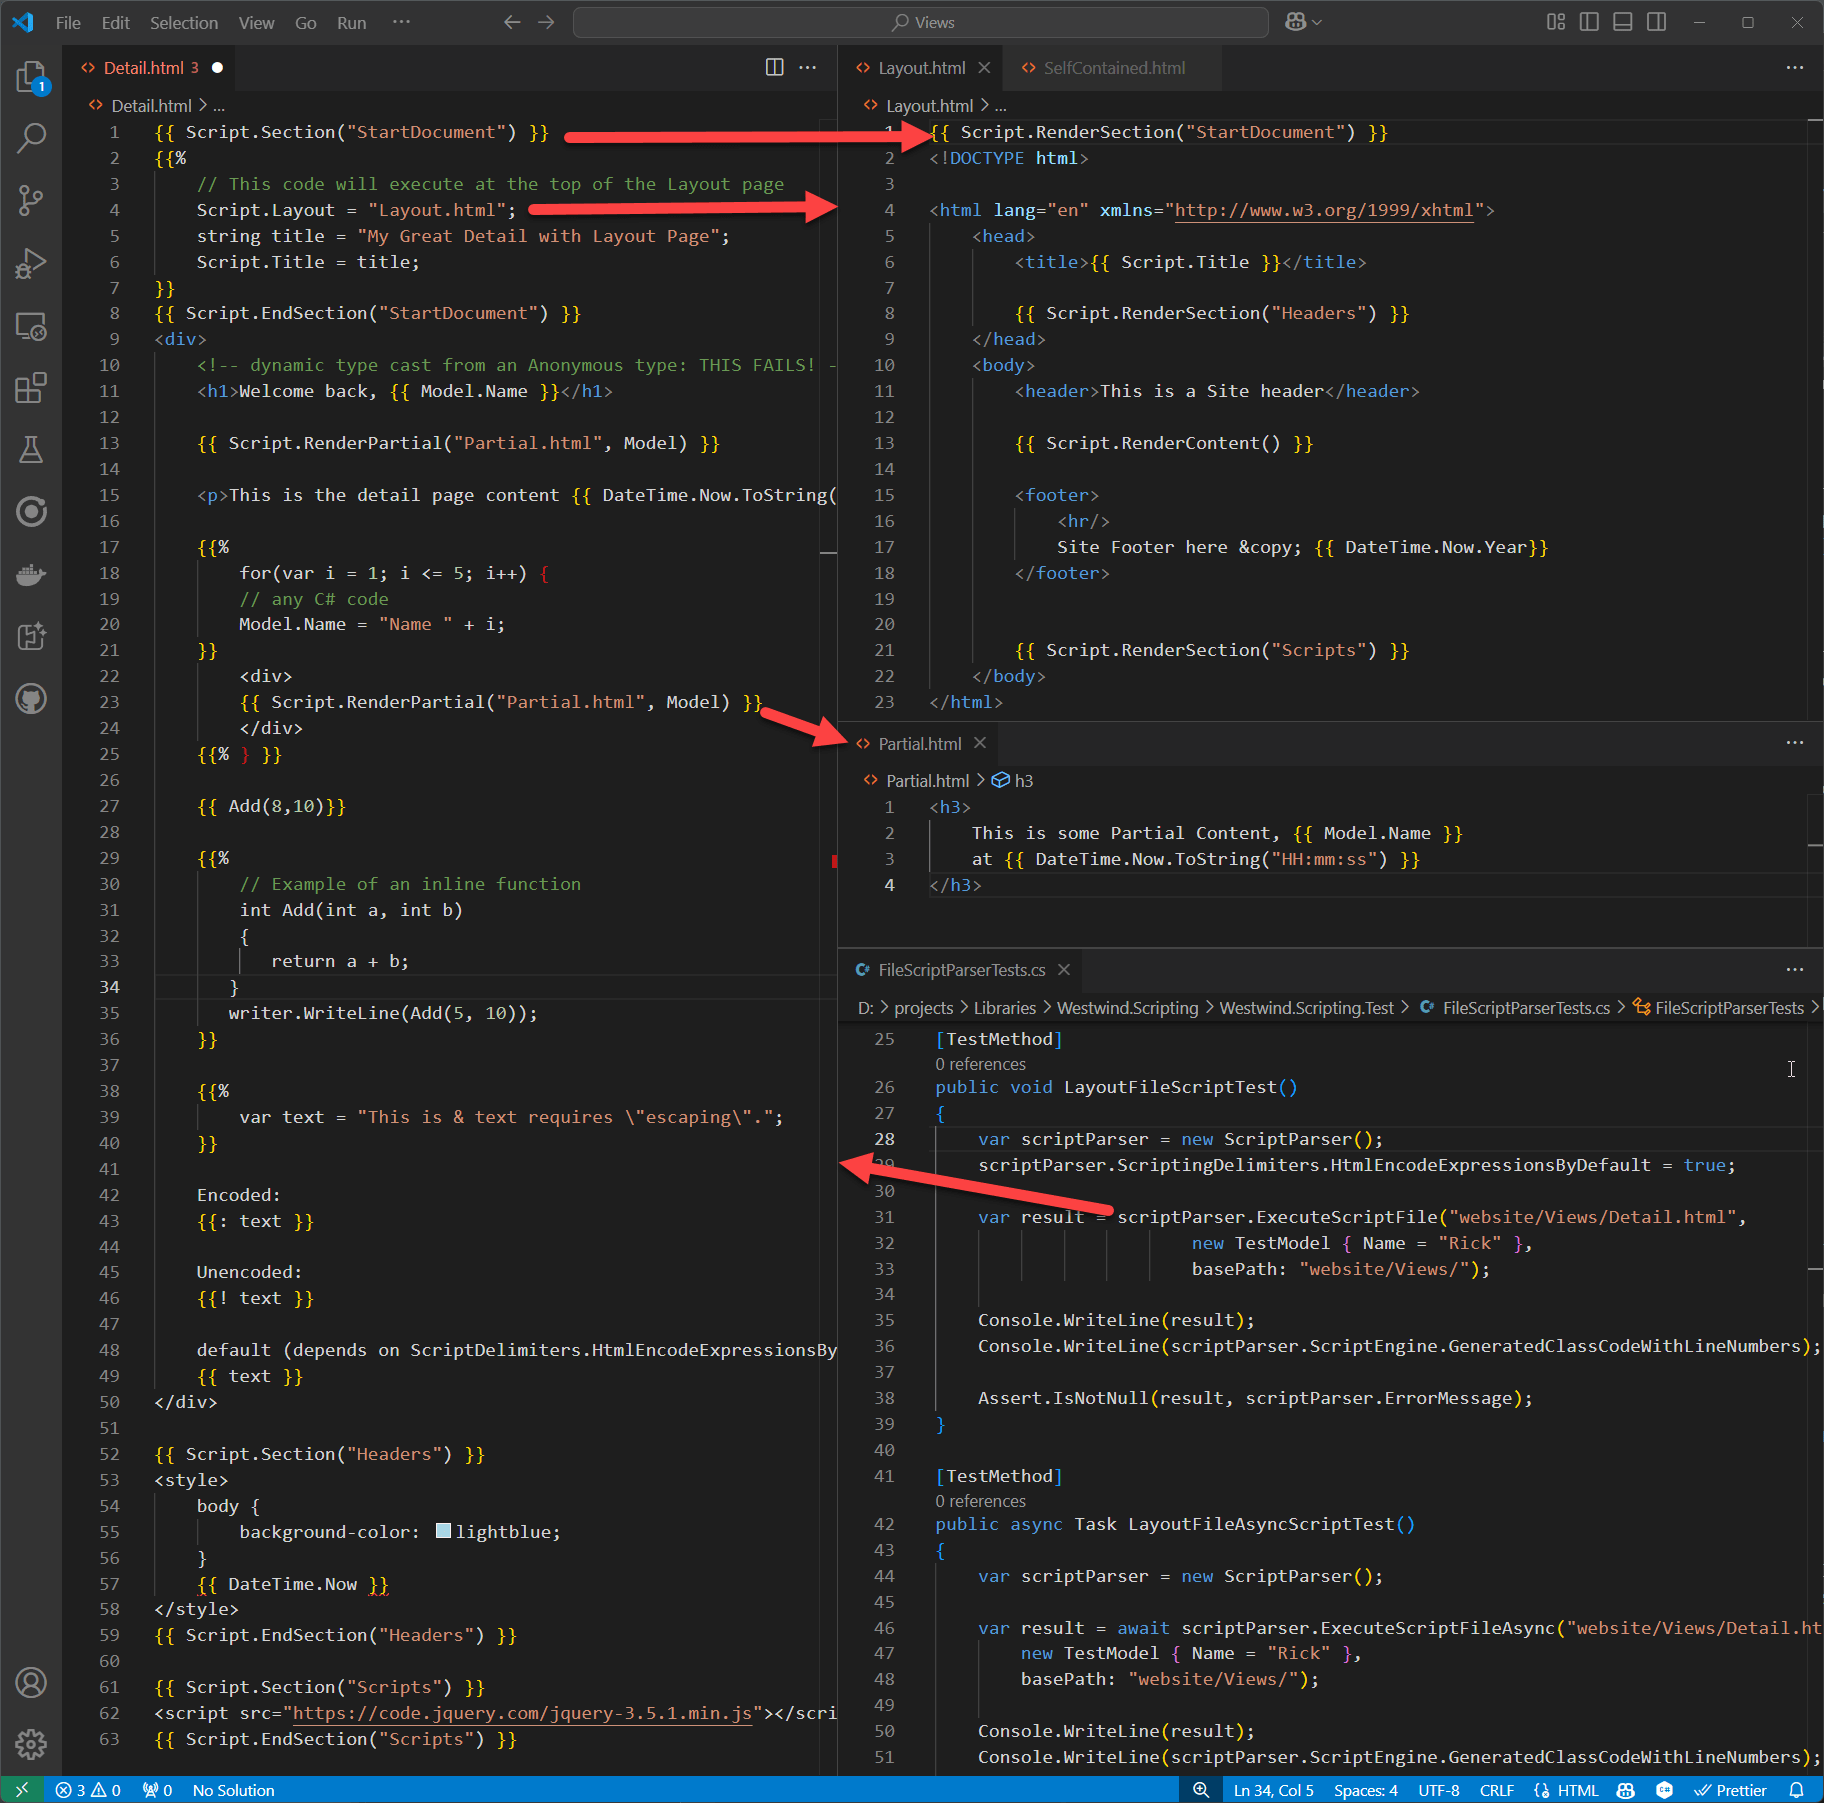 File Edit Selection View Go Run ··· Views
Detail.html 3
Detail.html > ...
1 {{ Script.Section("StartDocument") }}
2 {{%
3 // This code will execute at the top of the Layout page
4 Script.Layout = "Layout.html";
5 string title = "My Great Detail with Layout Page";
6 Script.Title = title;
7 }}
8 {{ Script.EndSection("StartDocument") }}
9 <div>
10 <!-- dynamic type cast from an Anonymous type: THIS FAILS! -
11 <h1>Welcome back, {{ Model.Name }}</h1>
12
13 {{ Script.RenderPartial("Partial.html", Model) }}
14
15 <p>This is the detail page content {{ DateTime.Now.ToString(
16
17 {{%
18 for(var i = 1; i <= 5; i++) {
19 // any C# code
20 Model.Name = "Name " + i;
21 }}
22 <div>
23 {{ Script.RenderPartial("Partial.html", Model) }}
24 </div>
25 {{% } }}
26
27 {{ Add(8,10)}}
28
29 {{%
30 // Example of an inline function
31 int Add(int a, int b)
32 {
33 return a + b;
34 }
35 writer.WriteLine(Add(5, 10));
36 }}
37
38 {{%
39 var text = "This is & text requires \"escaping\".";
40 }}
41
42 Encoded:
43 {{: text }}
44
45 Unencoded:
46 {{! text }}
47
48 default (depends on ScriptDelimiters.HtmlEncodeExpressionsBy
49 {{ text }}
50 </div>
51
52 {{ Script.Section("Headers") }}
53 <style>
54 body {
55 background-color: lightblue;
56 }
57 {{ DateTime.Now }}
58 </style>
59 {{ Script.EndSection("Headers") }}
60
61 {{ Script.Section("Scripts") }}
62 <script src="https://code.jquery.com/jquery-3.5.1.min.js"></scri
63 {{ Script.EndSection("Scripts") }}
Layout.html SelfContained.html
Layout.html > ...
1 {{ Script.RenderSection("StartDocument") }}
2 <!DOCTYPE html>
3
4 <html lang="en" xmlns="http://www.w3.org/1999/xhtml">
5 <head>
6 <title>{{ Script.Title }}</title>
7
8 {{ Script.RenderSection("Headers") }}
9 </head>
10 <body>
11 <header>This is a Site header</header>
12
13 {{ Script.RenderContent() }}
14
15 <footer>
16 <hr/>
17 Site Footer here &copy; {{ DateTime.Now.Year}}
18 </footer>
19
20
21 {{ Script.RenderSection("Scripts") }}
22 </body>
23 </html>
Partial.html
Partial.html > h3
1 <h3>
2 This is some Partial Content, {{ Model.Name }}
3 at {{ DateTime.Now.ToString("HH:mm:ss") }}
4 </h3>
FileScriptParserTests.cs
D: > projects > Libraries > Westwind.Scripting > Westwind.Scripting.Test > FileScriptParserTests.cs > FileScriptParserTests >
25 [TestMethod]
0 references
26 public void LayoutFileScriptTest()
27 {
28 var scriptParser = new ScriptParser();
29 scriptParser.ScriptingDelimiters.HtmlEncodeExpressionsByDefault = true;
30
31 var result = scriptParser.ExecuteScriptFile("website/Views/Detail.html",
32 new TestModel { Name = "Rick" },
33 basePath: "website/Views/");
34
35 Console.WriteLine(result);
36 Console.WriteLine(scriptParser.ScriptEngine.GeneratedClassCodeWithLineNumbers);
37
38 Assert.IsNotNull(result, scriptParser.ErrorMessage);
39 }
40
41 [TestMethod]
0 references
42 public async Task LayoutFileAsyncScriptTest()
43 {
44 var scriptParser = new ScriptParser();
45
46 var result = await scriptParser.ExecuteScriptFileAsync("website/Views/Detail.ht
47 new TestModel { Name = "Rick" },
48 basePath: "website/Views/");
49
50 Console.WriteLine(result);
51 Console.WriteLine(scriptParser.ScriptEngine.GeneratedClassCodeWithLineNumbers);
3 0 0 No Solution Ln 34, Col 5 Spaces: 4 UTF-8 CRLF {} HTML Prettier